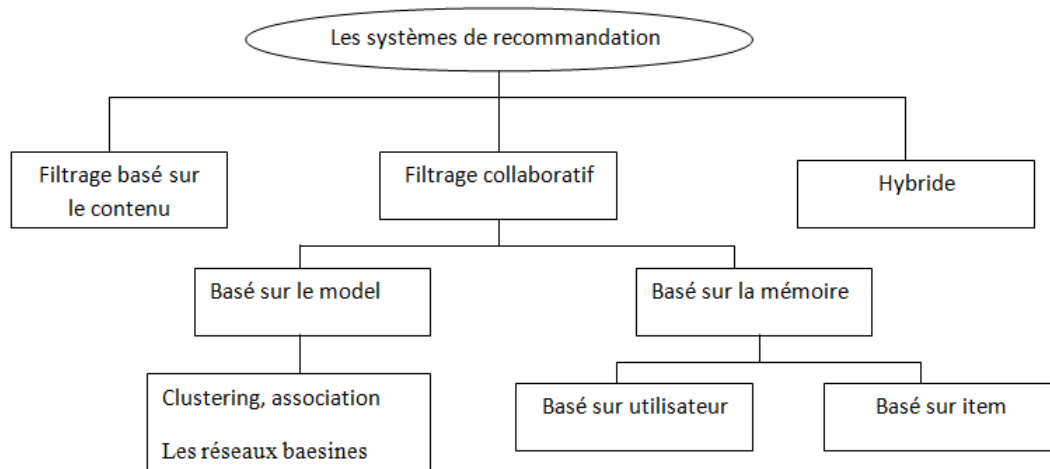 Les systèmes de recommandation
Filtrage basé sur
le contenu
Filtrage collaboratif
Hybride
Basé sur le model
Basé sur la mémoire
Clustering, association
Les réseaux baesines
Basé sur utilisateur
Basé sur item